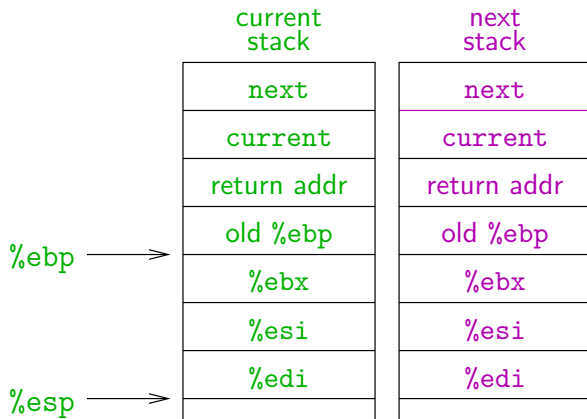 current
stack
next
stack
next
next
current
current
return addr
return addr
old %ebp
old %ebp
%ebp
%ebx
%ebx
%esi
%esi
%edi
%edi
%esp